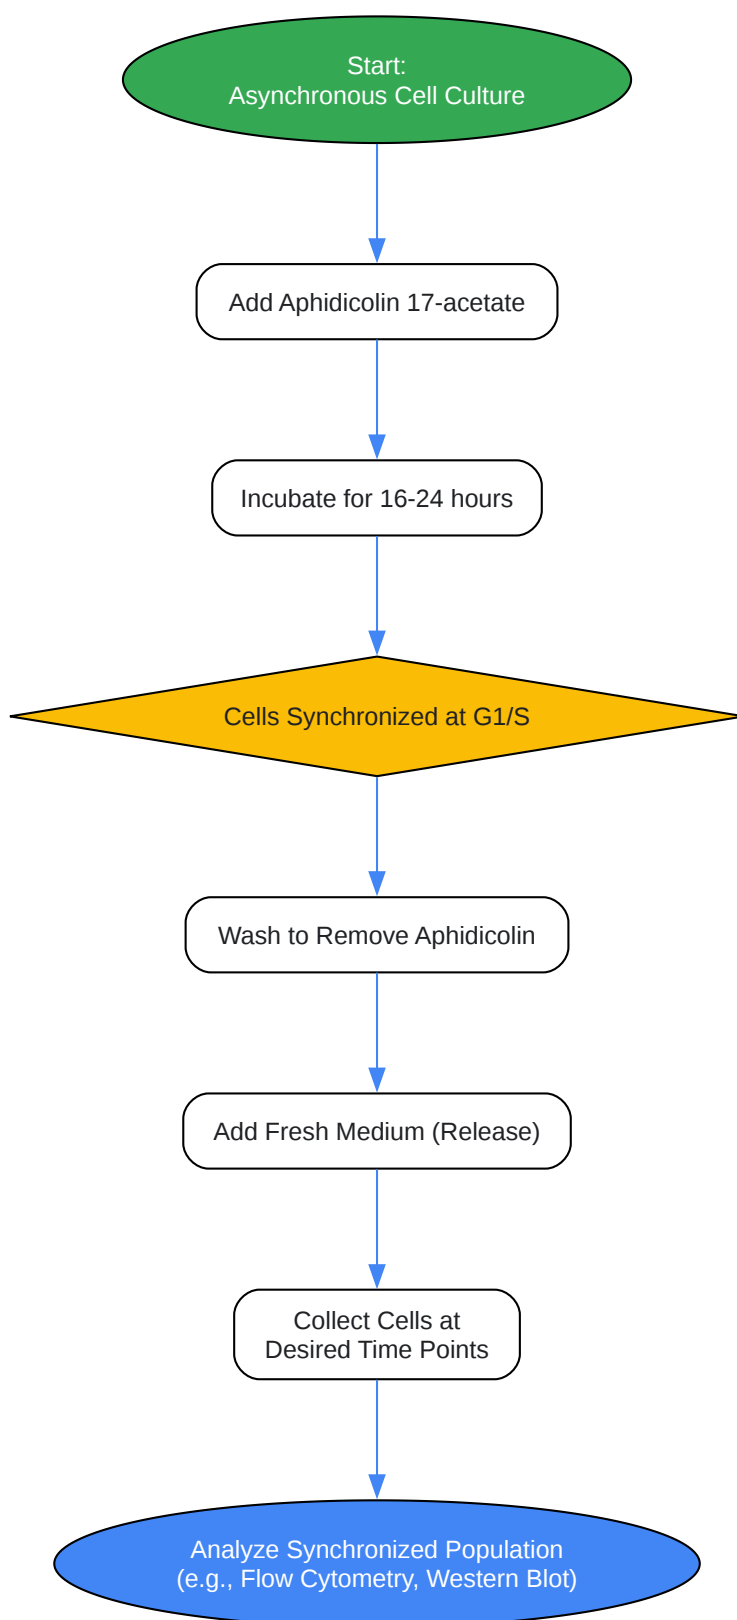 Start:
Asynchronous Cell Culture
Add Aphidicolin 17-acetate
Incubate for 16-24 hours
Cells Synchronized at G1/S
Wash to Remove Aphidicolin
Add Fresh Medium (Release)
Collect Cells at
Desired Time Points
Analyze Synchronized Population
(e.g., Flow Cytometry, Western Blot)